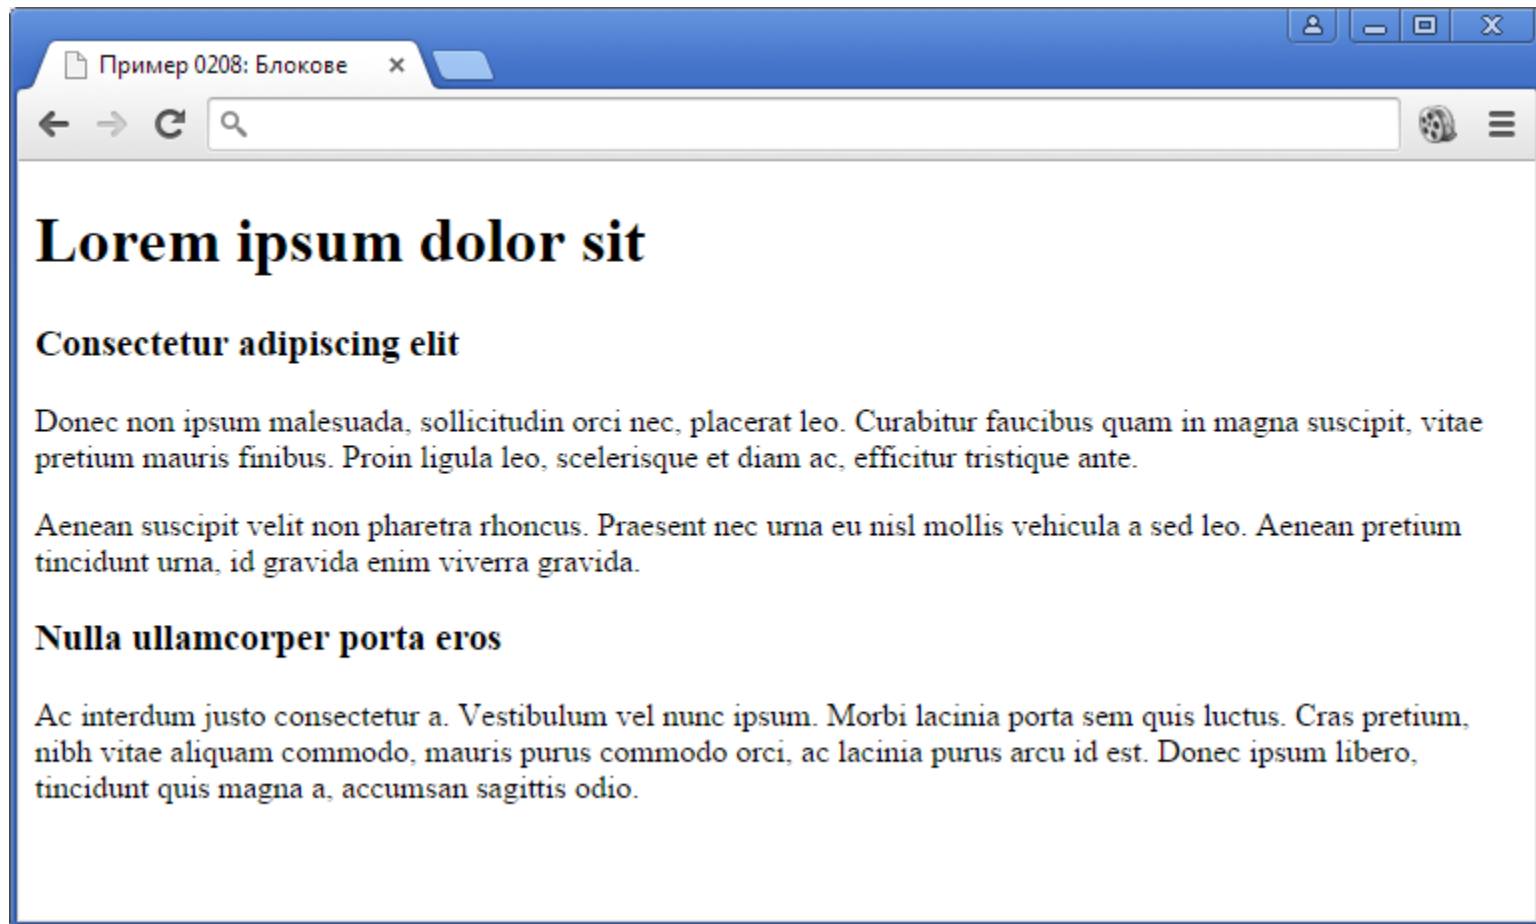 Пример 0208: Блокове
Lorem ipsum dolor sit
Consectetur adipiscing elit
Donec non ipsum malesuada, sollicitudin orci nec, placerat leo. Curabitur faucibus quam in magna suscipit, vitae
pretium mauris finibus. Proin ligula leo, scelerisque et diam ac, efficitur tristique ante.
Aenean suscipit velit non pharetra rhoncus. Praesent nec urna eu nisl mollis vehicula a sed leo. Aenean pretium
tincidunt urna, id gravida enim viverra gravida.
Nulla ullamcorper porta eros
Ac interdum justo consectetur a. Vestibulum vel nunc ipsum. Morbi lacinia porta sem quis luctus. Cras pretium,
nibh vitae aliquam commodo, mauris purus commodo orci, ac lacinia purus arcu id est. Donec ipsum libero,
tincidunt quis magna a, accumsan sagittis odio.